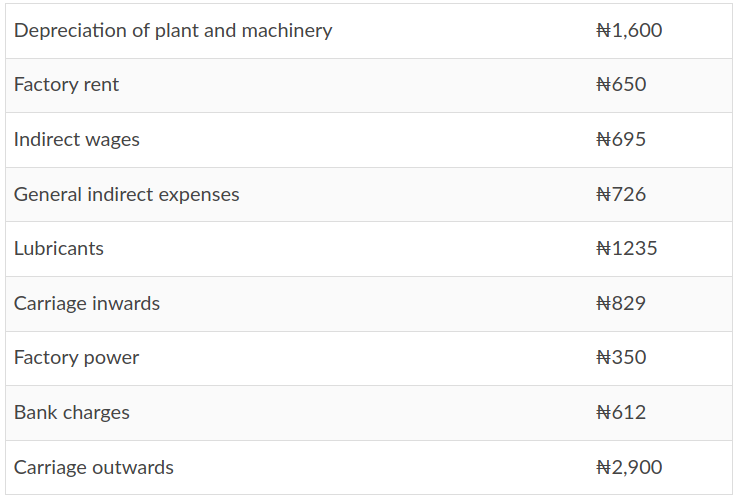 Depreciation of plant and machinery ₦1,600
Factory rent ₦650
Indirect wages ₦695
General indirect expenses ₦726
Lubricants ₦1235
Carriage inwards ₦829
Factory power ₦350
Bank charges ₦612
Carriage outwards ₦2,900